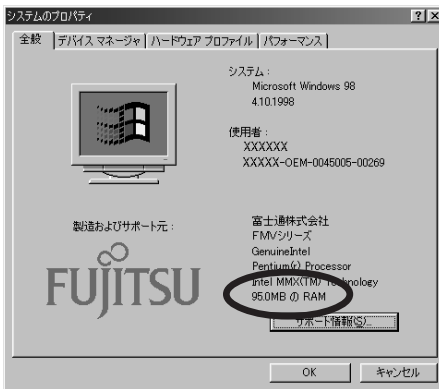 システムのプロパティ
全般 デバイス マネージャ ハードウェア プロファイル パフォーマンス
システム:
Microsoft Windows 98
4.10.1998
使用者:
XXXXXX
XXXXX-OEM-0045005-00269
製造およびサポート元:
富士通株式会社
FMVシリーズ
GenuineIntel
Pentium(r) Processor
Intel MMX(TM) Technology
95.0MB の RAM
FUJITSU
サポート情報(S)...
OK キャンセル